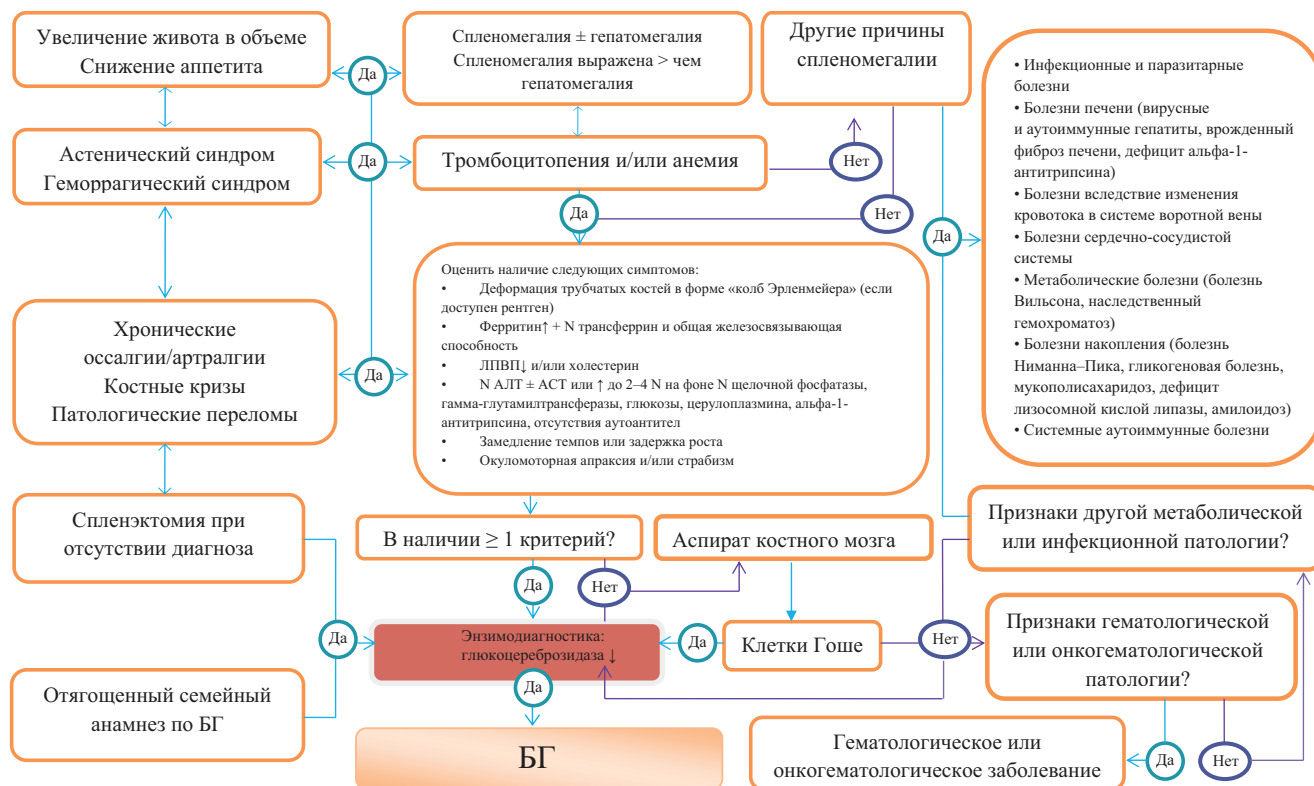 Увеличение живота в объеме
Снижение аппетита
Да
Спленомегалия ± гепатомегалия
Спленомегалия выражена > чем
гепатомегалия
Другие причины
спленомегалии
• Инфекционные и паразитарные
болезни
• Болезни печени (вирусные
и аутоиммунные гепатиты, врожденный
фиброз печени, дефицит альфа-1-
антитрипсина)
• Болезни вследствие изменения
кровотока в системе воротной вены
• Болезни сердечно-сосудистой
системы
• Метаболические болезни (болезнь
Вильсона, наследственный
гемохроматоз)
• Болезни накопления (болезнь
Ниманна–Пика, гликогеновая болезнь,
мукополисахаридоз, дефицит
лизосомной кислой липазы, амилоидоз)
• Системные аутоиммунные болезни
Астенический синдром
Геморрагический синдром
Да
Тромбоцитопения и/или анемия
Нет
Да
Нет
Да
Оценить наличие следующих симптомов:
• Деформация трубчатых костей в форме «колб Эрленмейера» (если
доступен рентген)
• Ферритин↑ + N трансферрин и общая железосвязывающая
способность
• ЛПВП↓ и/или холестерин
• N АЛТ ± АСТ или ↑ до 2–4 N на фоне N щелочной фосфатазы,
гамма-глутамилтрансферазы, глюкозы, церулоплазмина, альфа-1-
антитрипсина, отсутствия аутоантител
• Замедление темпов или задержка роста
• Окуломоторная апраксия и/или страбизм
Хронические
оссалгии/артралгии
Костные кризы
Патологические переломы
Да
Спленэктомия при
отсутствии диагноза
В наличии ≥ 1 критерий?
Аспират костного мозга
Признаки другой метаболической
или инфекционной патологии?
Да
Нет
Да
Энзимодиагностика:
глюкоцереброзидаза ↓
Да
Клетки Гоше
Нет
Признаки гематологической
или онкогематологической
патологии?
Отягощенный семейный
анамнез по БГ
Да
БГ
Гематологическое или
онкогематологическое заболевание
Да
Нет